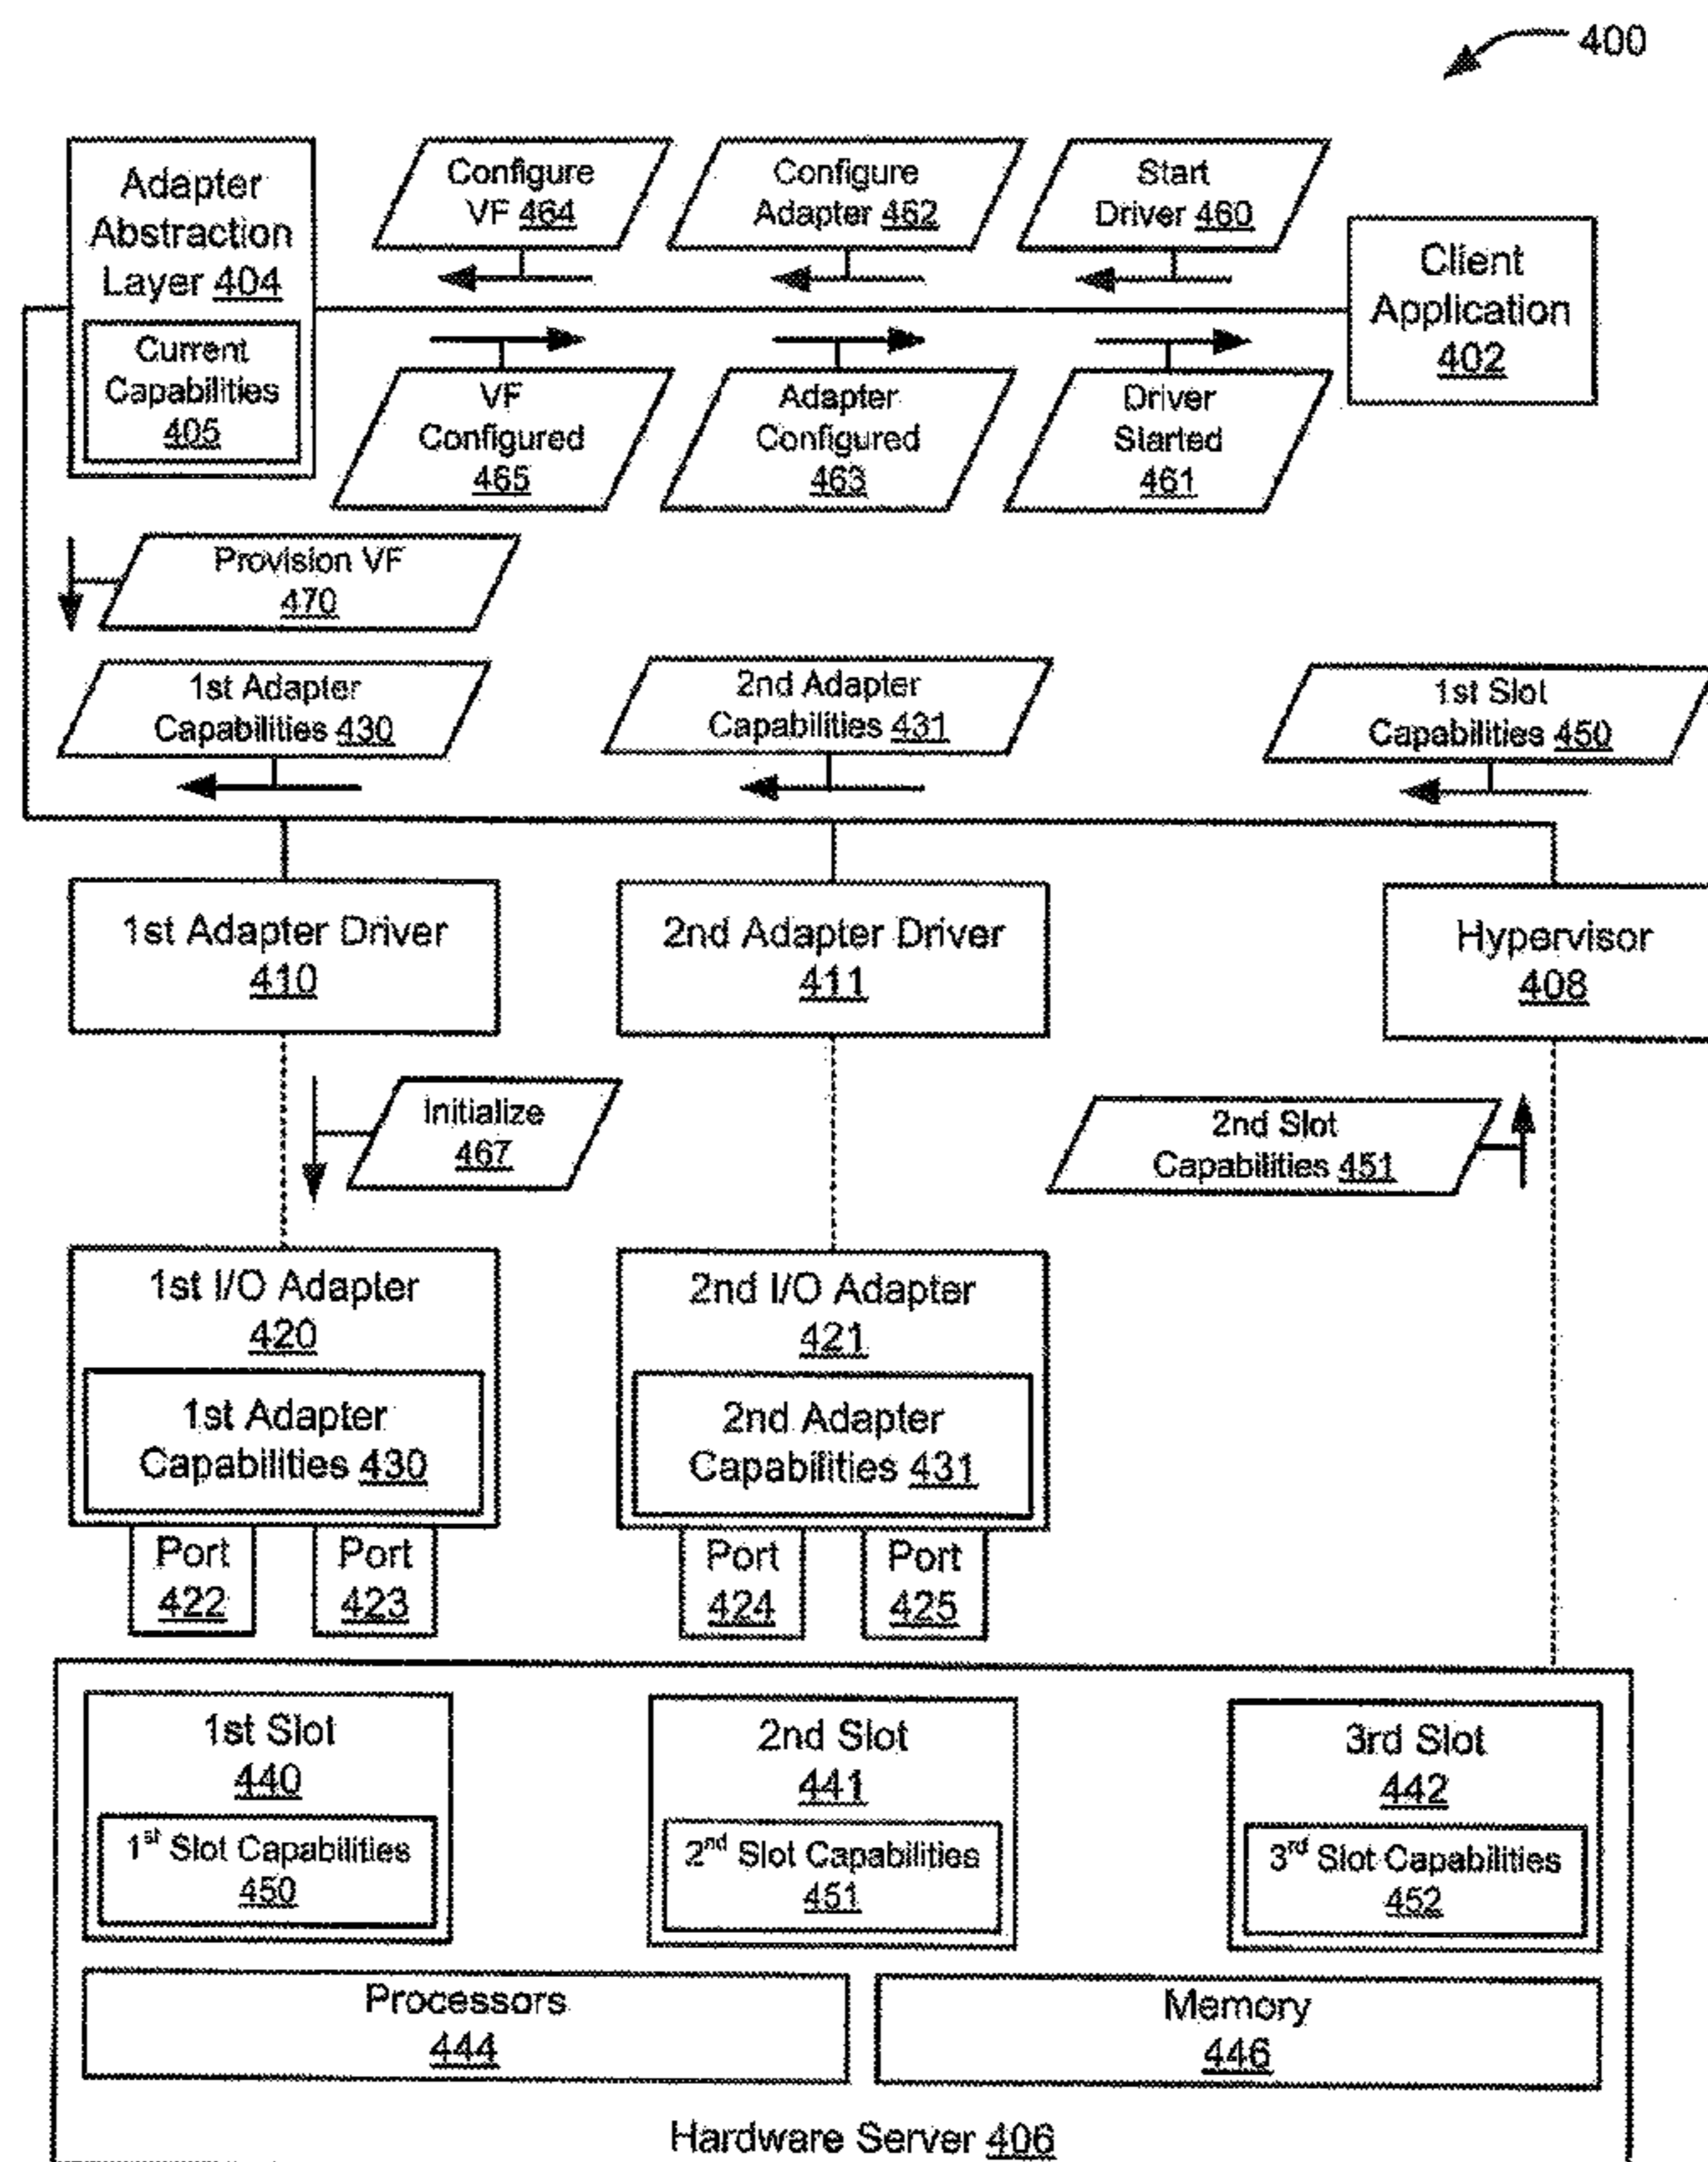 400
Adapter
Abstraction
Layer 404
Current
Capabilities
405
Configure
VF 464
Configure
Adapter 462
Start
Driver 460
Client
Application
402
VF
Configured
465
Adapter
Configured
463
Driver
Started
461
Provision VF
470
1st Adapter
Capabilities 430
2nd Adapter
Capabilities 431
1st Slot
Capabilities 450
1st Adapter Driver
410
2nd Adapter Driver
411
Hypervisor
408
Initialize
467
2nd Slot
Capabilities 451
1st I/O Adapter
420
1st Adapter
Capabilities 430
2nd I/O Adapter
421
2nd Adapter
Capabilities 431
Port
422
Port
423
Port
424
Port
425
1st Slot
440
1st Slot Capabilities
450
2nd Slot
441
2nd Slot Capabilities
451
3rd Slot
442
3rd Slot Capabilities
452
Processors
444
Memory
446
Hardware Server 406